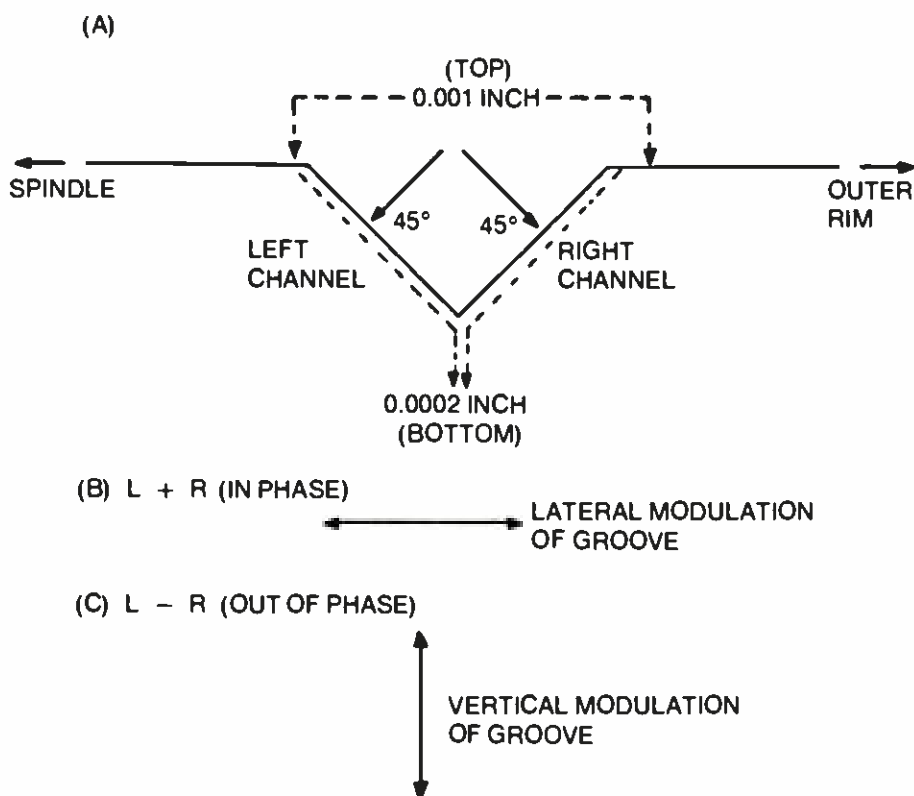 (A)
(TOP)
0.001 INCH
SPINDLE
OUTER
RIM
45°
45°
LEFT
CHANNEL
RIGHT
CHANNEL
0.0002 INCH
(BOTTOM)
(B) L + R (IN PHASE)
LATERAL MODULATION
OF GROOVE
(C) L − R (OUT OF PHASE)
VERTICAL MODULATION
OF GROOVE